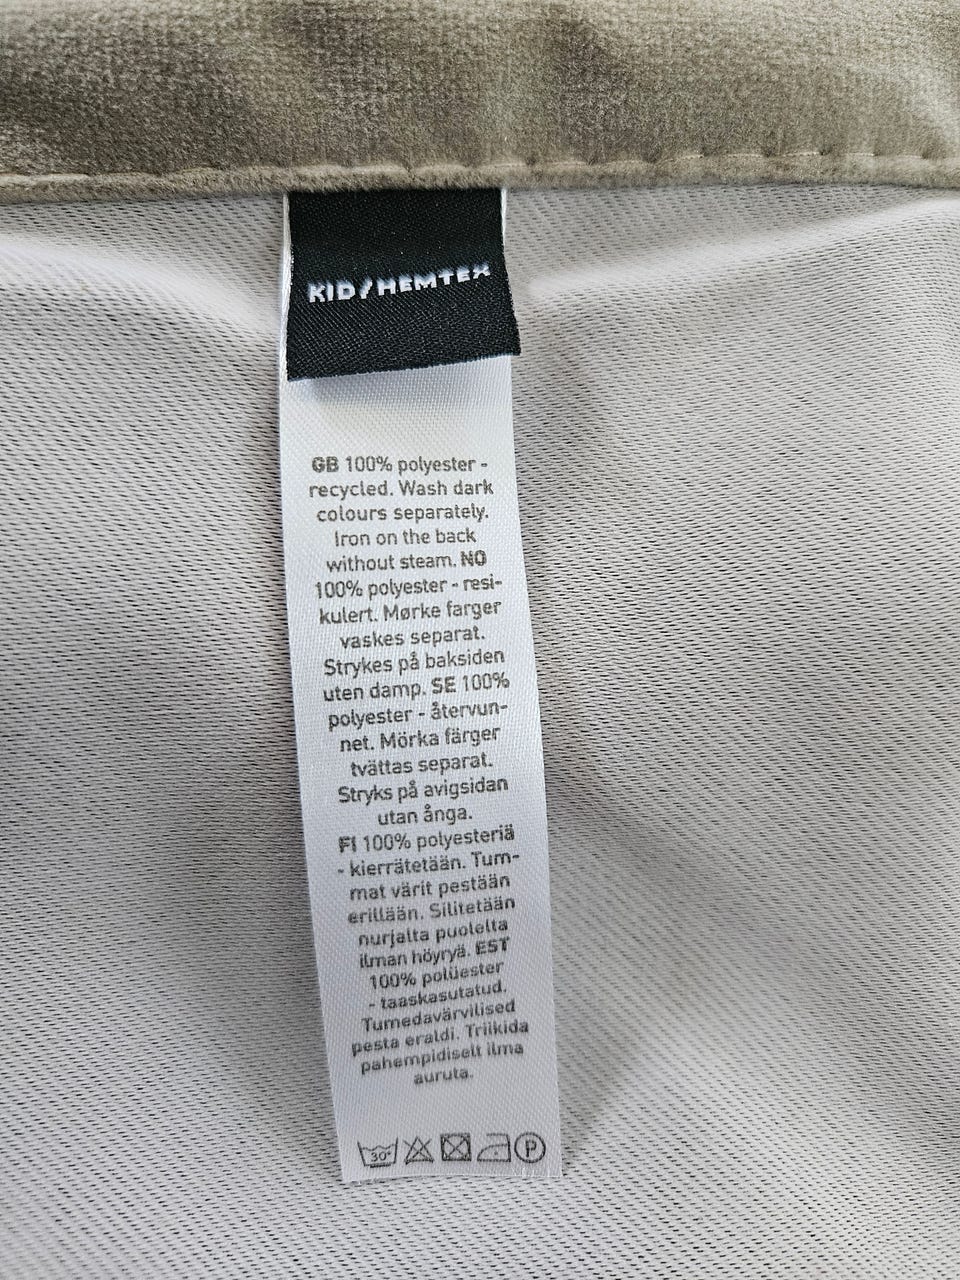 KID/HEMTEX
GB 100% polyester -
recycled. Wash dark
colours separately.
Iron on the back
without steam. NO
100% polyester - resi-
kulert. Mørke farger
vaskes separat.
Strykes på baksiden
uten damp. SE 100%
polyester - återvun-
net. Mörka färger
tvättas separat.
Stryks på avigsidan
utan ånga.
FI 100% polyesteriä
- kierrätetään. Tum-
mat värit pestään
erillään. Silitetään
nurjalta puolelta
ilman höyryä. EST
100% polüester
- taaskasutatud.
Tumedavärvilised
pesta eraldi. Triikida
pahempidiselt ilma
auruta.
30° P